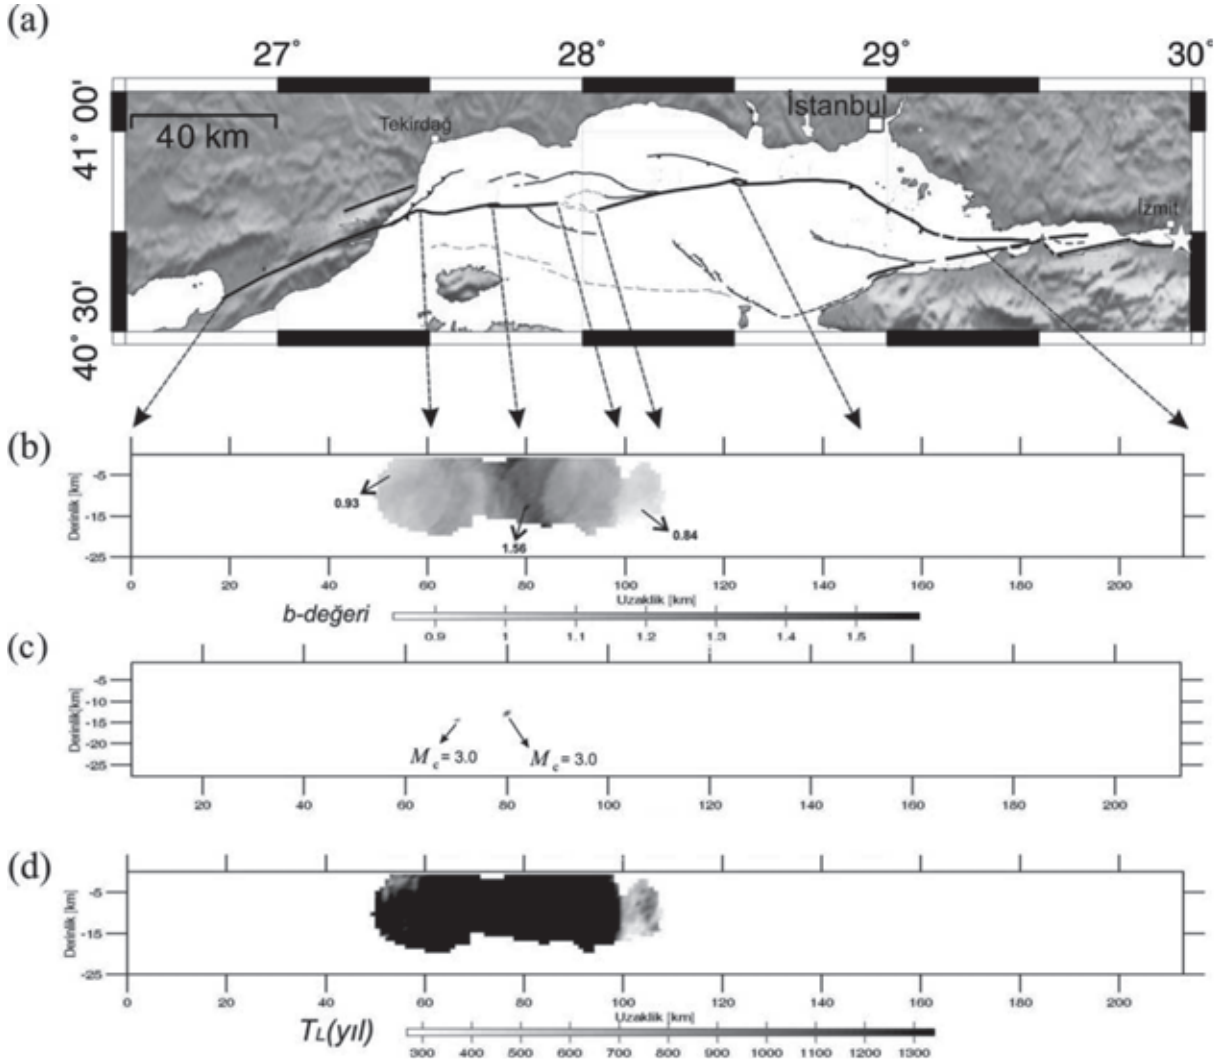 (a)
27° 28° 29° 30°
41° 00'
40° 30'
40 km
Tekirdağ
İstanbul
İzmit
(b)
Derinlik [km]
-5
-15
-25
0.93
1.56
0.84
0 20 40 60 80 100 120 140 160 180 200
Uzaklik [km]
b-değeri
0.9 1 1.1 1.2 1.3 1.4 1.5
(c)
Derinlik[km]
-5
-10
-15
-20
-25
Mc = 3.0
Mc = 3.0
20 40 60 80 100 120 140 160 180 200
(d)
Derinlik [km]
-5
-15
-25
0 20 40 60 80 100 120 140 160 180 200
Uzaklik [km]
TL(yıl)
300 400 500 600 700 800 900 1000 1100 1200 1300